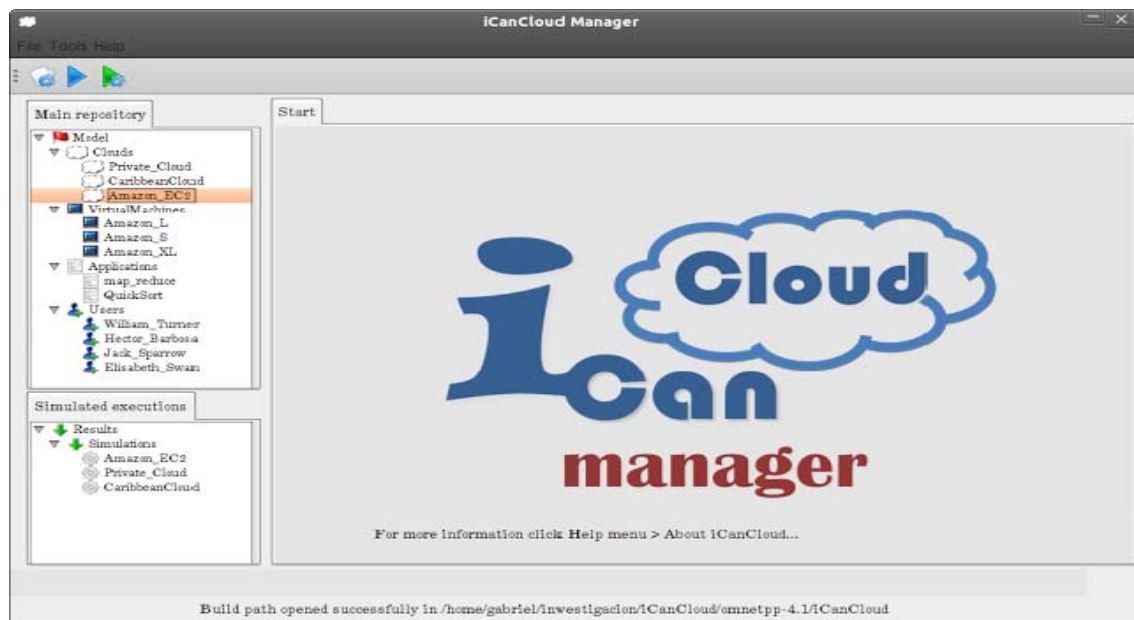 iCanCloud Manager
File Tools Help
Main repository
Model
Clouds
Private_Cloud
CaribbeanCloud
Amazon_EC2
VirtualMachines
Amazon_L
Amazon_S
Amazon_XL
Applications
map_reduce
QuickSort
Users
William_Turner
Hector_Barbosa
Jack_Sparrow
Elisabeth_Swan
Simulated executions
Results
Simulations
Amazon_EC2
Private_Cloud
CaribbeanCloud
Start
iCan
Cloud
manager
For more information click Help menu > About iCanCloud...
Build path opened successfully in /home/gabriel/investigacion/iCanCloud/omnetpp-4.1/iCanCloud